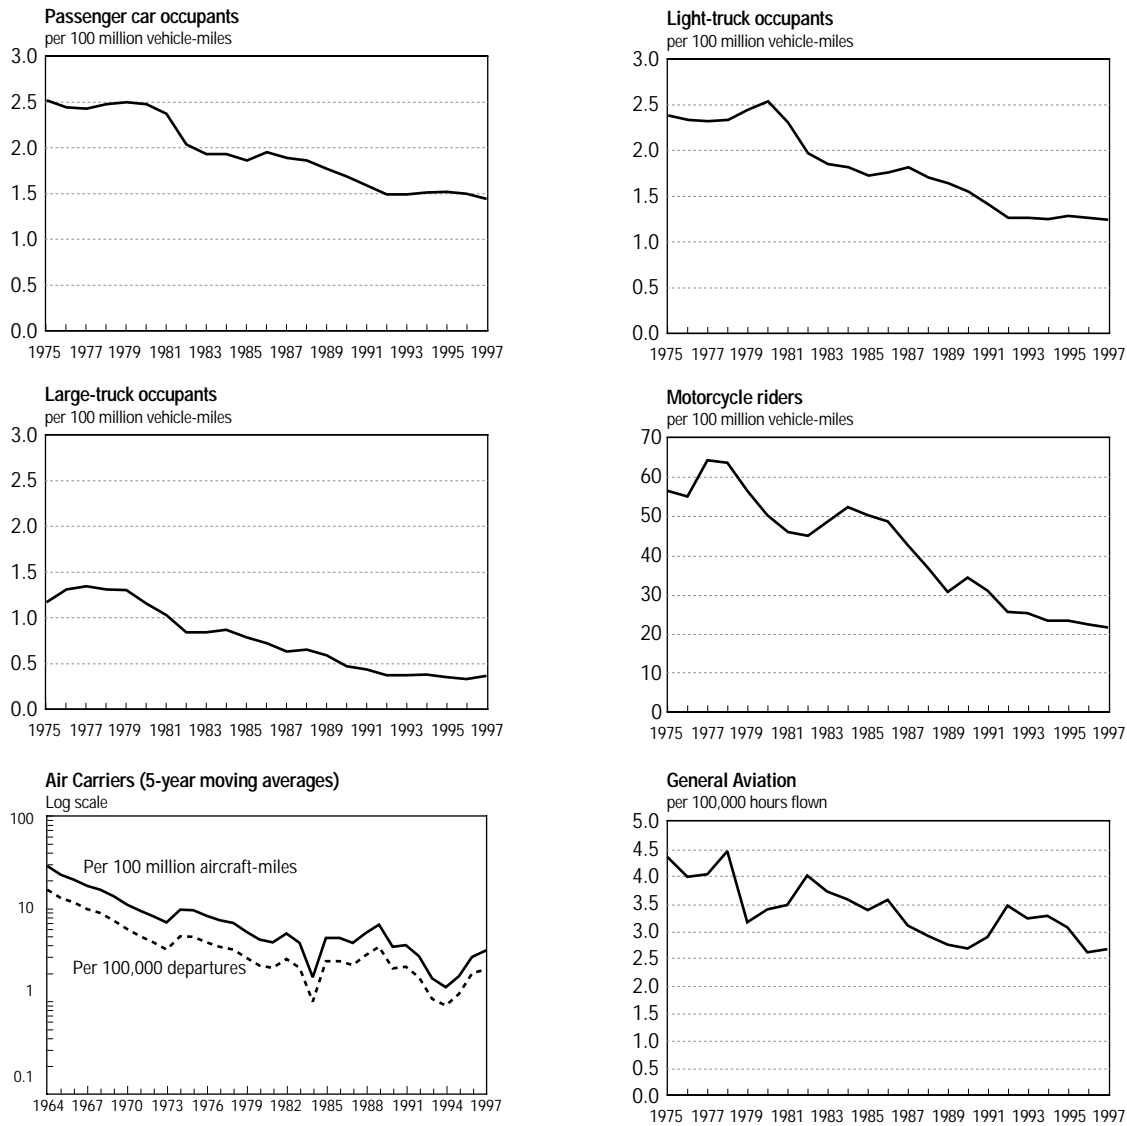 Passenger car occupants
per 100 million vehicle-miles
3.0
2.5
2.0
1.5
1.0
0.5
0.0
1975 1977 1979 1981 1983 1985 1987 1989 1991 1993 1995 1997
Light-truck occupants
per 100 million vehicle-miles
3.0
2.5
2.0
1.5
1.0
0.5
0.0
1975 1977 1979 1981 1983 1985 1987 1989 1991 1993 1995 1997
Large-truck occupants
per 100 million vehicle-miles
3.0
2.5
2.0
1.5
1.0
0.5
0.0
1975 1977 1979 1981 1983 1985 1987 1989 1991 1993 1995 1997
Motorcycle riders
per 100 million vehicle-miles
70
60
50
40
30
20
10
0
1975 1977 1979 1981 1983 1985 1987 1989 1991 1993 1995 1997
Air Carriers (5-year moving averages)
Log scale
100
Per 100 million aircraft-miles
10
Per 100,000 departures
1
0.1
1964 1967 1970 1973 1976 1979 1982 1985 1988 1991 1994 1997
General Aviation
per 100,000 hours flown
5.0
4.5
4.0
3.5
3.0
2.5
2.0
1.5
1.0
0.5
0.0
1975 1977 1979 1981 1983 1985 1987 1989 1991 1993 1995 1997